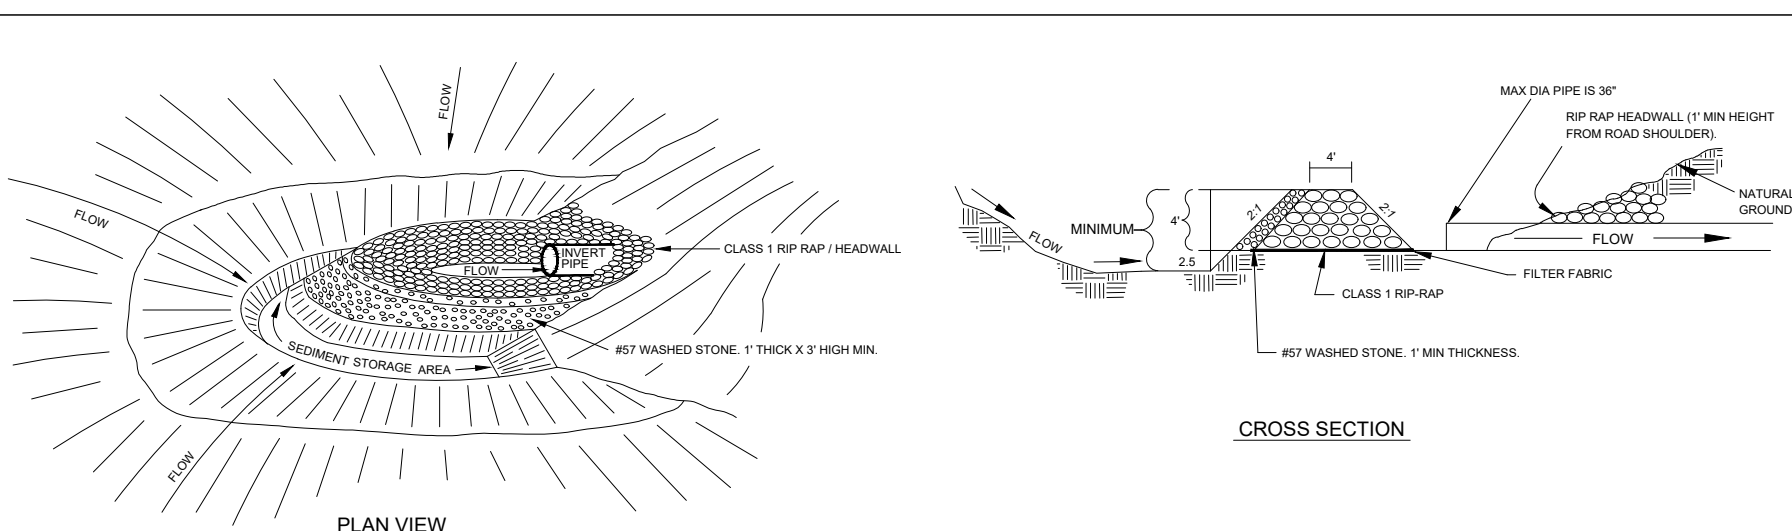 FLOW
FLOW
CLASS 1 RIP RAP / HEADWALL
INVERT
PIPE
FLOW
#57 WASHED STONE. 1' THICK X 3' HIGH MIN.
SEDIMENT STORAGE AREA
FLOW
PLAN VIEW
MAX DIA PIPE IS 36"
RIP RAP HEADWALL (1' MIN HEIGHT
FROM ROAD SHOULDER).
4'
NATURAL
GROUND
2:1
2:1
MINIMUM
4'
FLOW
FLOW
2.5
FILTER FABRIC
CLASS 1 RIP-RAP
#57 WASHED STONE. 1' MIN THICKNESS.
CROSS SECTION